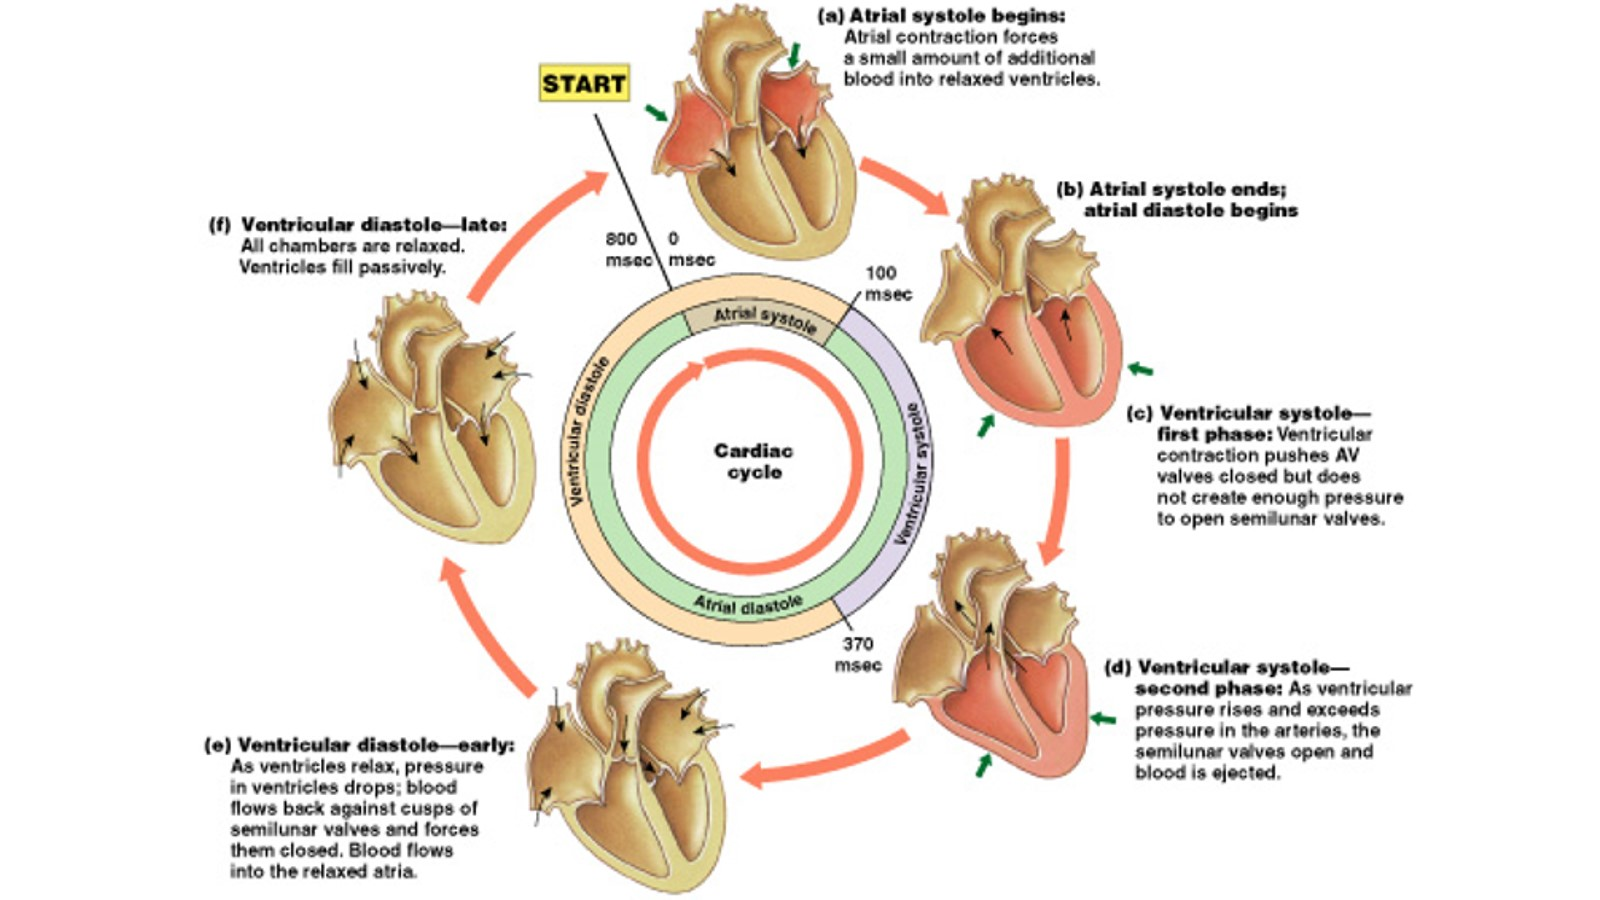 START
(a) Atrial systole begins:
Atrial contraction forces
a small amount of additional
blood into relaxed ventricles.
(b) Atrial systole ends;
atrial diastole begins
(c) Ventricular systole—
first phase: Ventricular
contraction pushes AV
valves closed but does
not create enough pressure
to open semilunar valves.
(d) Ventricular systole—
second phase: As ventricular
pressure rises and exceeds
pressure in the arteries, the
semilunar valves open and
blood is ejected.
(e) Ventricular diastole—early:
As ventricles relax, pressure
in ventricles drops; blood
flows back against cusps of
semilunar valves and forces
them closed. Blood flows
into the relaxed atria.
(f) Ventricular diastole—late:
All chambers are relaxed.
Ventricles fill passively.
800
msec
0
msec
100
msec
370
msec
Atrial systole
Ventricular diastole
Ventricular systole
Atrial diastole
Cardiac
cycle